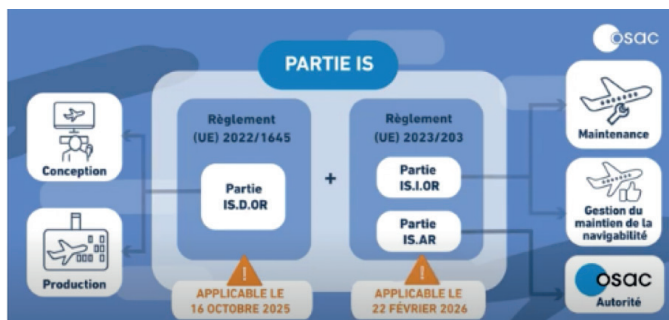 osac
PARTIE IS
Règlement
(UE) 2022/1645
Partie
IS.D.OR
+
Règlement
(UE) 2023/203
Partie
IS.I.OR
Partie
IS.AR
Conception
Production
Maintenance
Gestion du
maintien de la
navigabilité
osac
Autorité
!
APPLICABLE LE
16 OCTOBRE 2025
!
APPLICABLE LE
22 FÉVRIER 2026